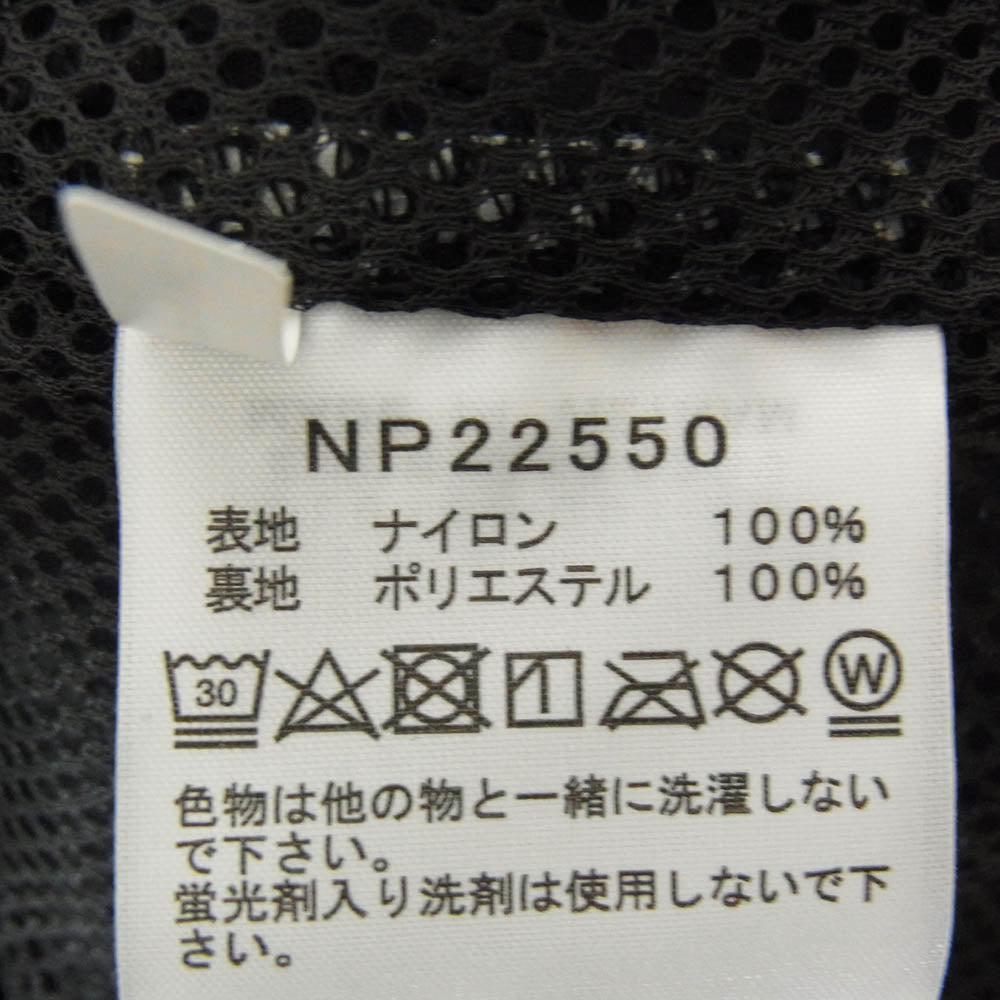 NP22550
表地 ナイロン 100%
裏地 ポリエステル 100%
30 W
色物は他の物と一緒に洗濯しない
で下さい。
蛍光剤入り洗剤は使用しないで下
さい。